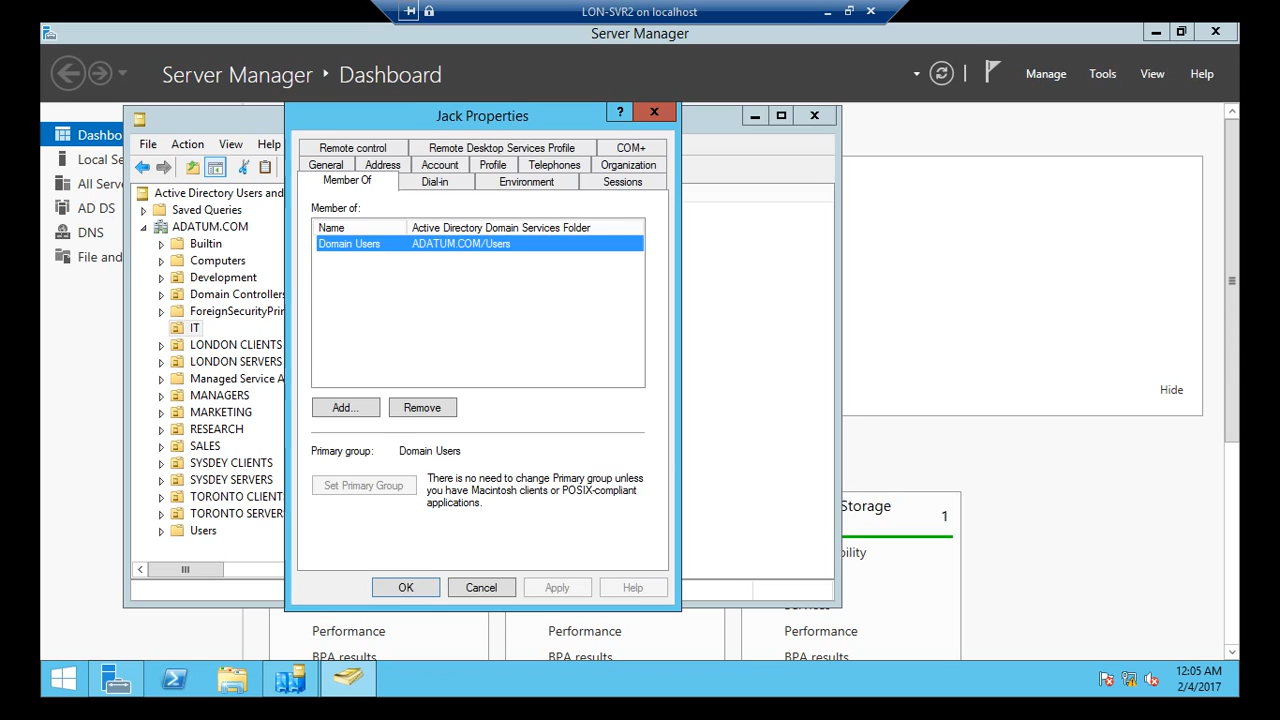 LON-SVR2 on localhost
Server Manager
Server Manager ‣ Dashboard
Manage Tools View Help
Dashbo
Local Se
All Serve
AD DS
DNS
File and
File Action View Help
Active Directory Users and
Saved Queries
ADATUM.COM
Builtin
Computers
Development
Domain Controllers
ForeignSecurityPrin
IT
LONDON CLIENTS
LONDON SERVERS
Managed Service A
MANAGERS
MARKETING
RESEARCH
SALES
SYSDEY CLIENTS
SYSDEY SERVERS
TORONTO CLIENT
TORONTO SERVER
Users
Jack Properties
?
Remote control Remote Desktop Services Profile COM+
General Address Account Profile Telephones Organization
Member Of Dial-in Environment Sessions
Member of:
Name Active Directory Domain Services Folder
Domain Users ADATUM.COM/Users
Add... Remove
Primary group: Domain Users
Set Primary Group
There is no need to change Primary group unless
you have Macintosh clients or POSIX-compliant
applications.
OK Cancel Apply Help
Hide
Storage 1
bility
Performance Performance Performance
BPA results BPA results BPA results
12:05 AM
2/4/2017